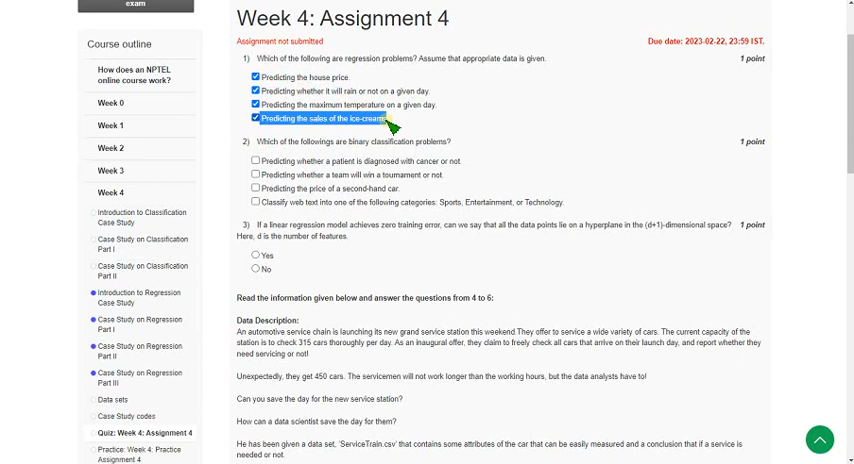 exam
Course outline
How does an NPTEL
online course work?
Week 0
Week 1
Week 2
Week 3
Week 4
Introduction to Classification
Case Study
Case Study on Classification
Part I
Case Study on Classification
Part II
Introduction to Regression
Case Study
Case Study on Regression
Part I
Case Study on Regression
Part II
Case Study on Regression
Part III
Data sets
Case Study codes
Quiz: Week 4: Assignment 4
Practice: Week 4: Practice
Assignment 4
Week 4: Assignment 4
Assignment not submitted Due date: 2023-02-22, 23:59 IST.
1) Which of the following are regression problems? Assume that appropriate data is given. 1 point
Predicting the house price.
Predicting whether it will rain or not on a given day.
Predicting the maximum temperature on a given day.
Predicting the sales of the ice-creams.
2) Which of the followings are binary classification problems? 1 point
Predicting whether a patient is diagnosed with cancer or not.
Predicting whether a team will win a tournament or not.
Predicting the price of a second-hand car.
Classify web text into one of the following categories: Sports, Entertainment, or Technology.
3) If a linear regression model achieves zero training error, can we say that all the data points lie on a hyperplane in the (d+1)-dimensional space? 1 point
Here, d is the number of features.
Yes
No
Read the information given below and answer the questions from 4 to 6:
Data Description:
An automotive service chain is launching its new grand service station this weekend.They offer to service a wide variety of cars. The current capacity of the
station is to check 315 cars thoroughly per day. As an inaugural offer, they claim to freely check all cars that arrive on their launch day, and report whether they
need servicing or not!
Unexpectedly, they get 450 cars. The servicemen will not work longer than the working hours, but the data analysts have to!
Can you save the day for the new service station?
How can a data scientist save the day for them?
He has been given a data set, 'ServiceTrain.csv' that contains some attributes of the car that can be easily measured and a conclusion that if a service is
needed or not.